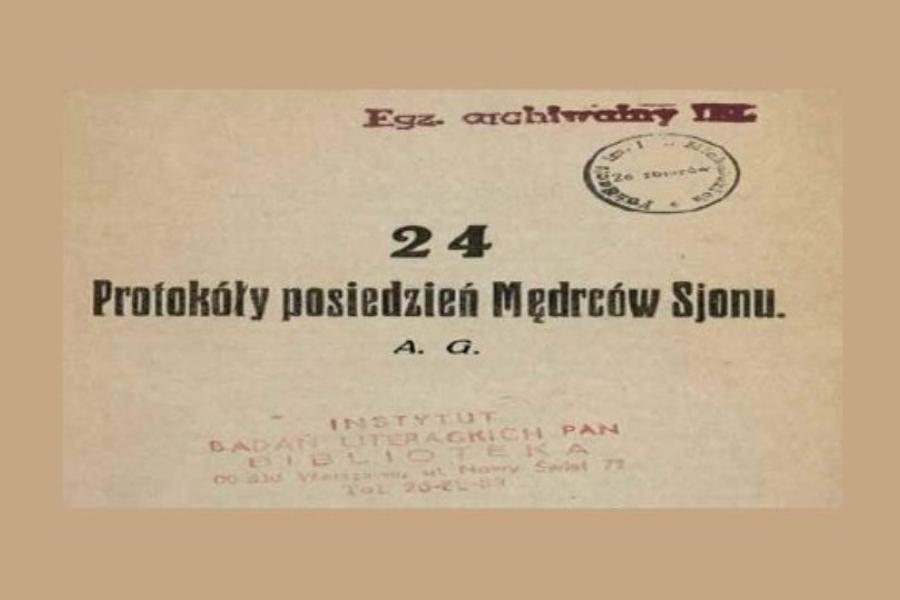 Egz. archiwalny IBL
Ze zbiorów
24
Protokóły posiedzień Mędrców Sjonu.
A. G.
INSTYTUT
BADAŃ LITERACKICH PAN
BIBLIOTEKA
ul. Nowy Świat 72
Tel.